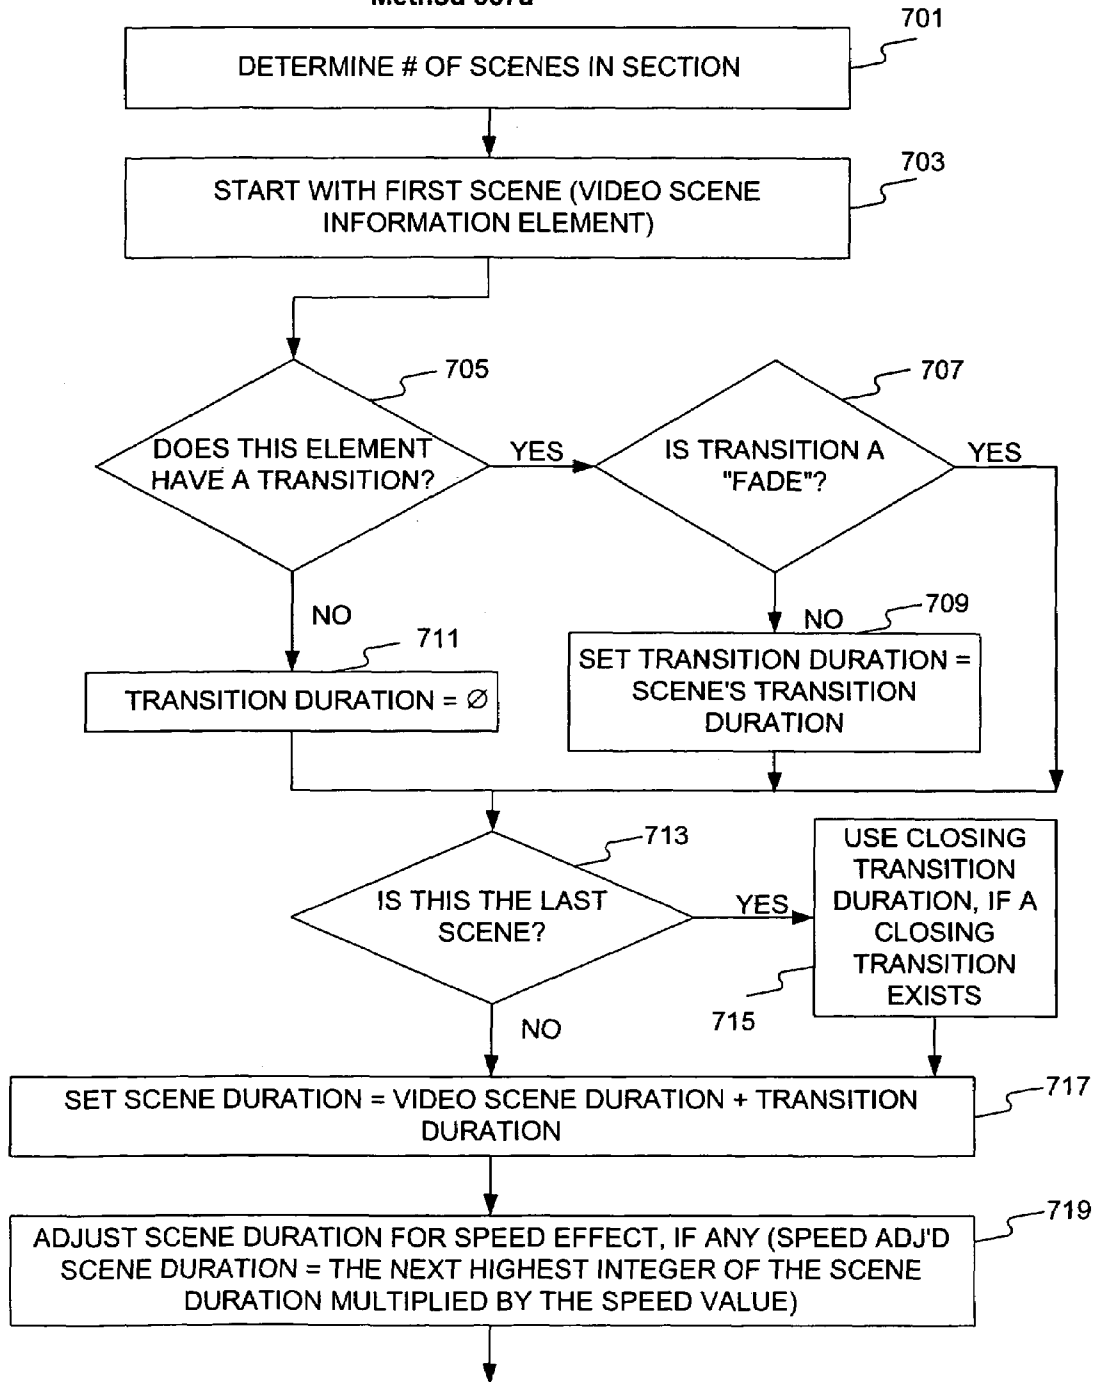 701
DETERMINE # OF SCENES IN SECTION
703
START WITH FIRST SCENE (VIDEO SCENE
INFORMATION ELEMENT)
705
707
DOES THIS ELEMENT
HAVE A TRANSITION?
YES
IS TRANSITION A
"FADE"?
YES
NO
711
TRANSITION DURATION = Ø
NO
709
SET TRANSITION DURATION =
SCENE'S TRANSITION
DURATION
713
IS THIS THE LAST
SCENE?
YES
USE CLOSING
TRANSITION
DURATION, IF A
CLOSING
TRANSITION
EXISTS
715
NO
717
SET SCENE DURATION = VIDEO SCENE DURATION + TRANSITION
DURATION
719
ADJUST SCENE DURATION FOR SPEED EFFECT, IF ANY (SPEED ADJ'D
SCENE DURATION = THE NEXT HIGHEST INTEGER OF THE SCENE
DURATION MULTIPLIED BY THE SPEED VALUE)